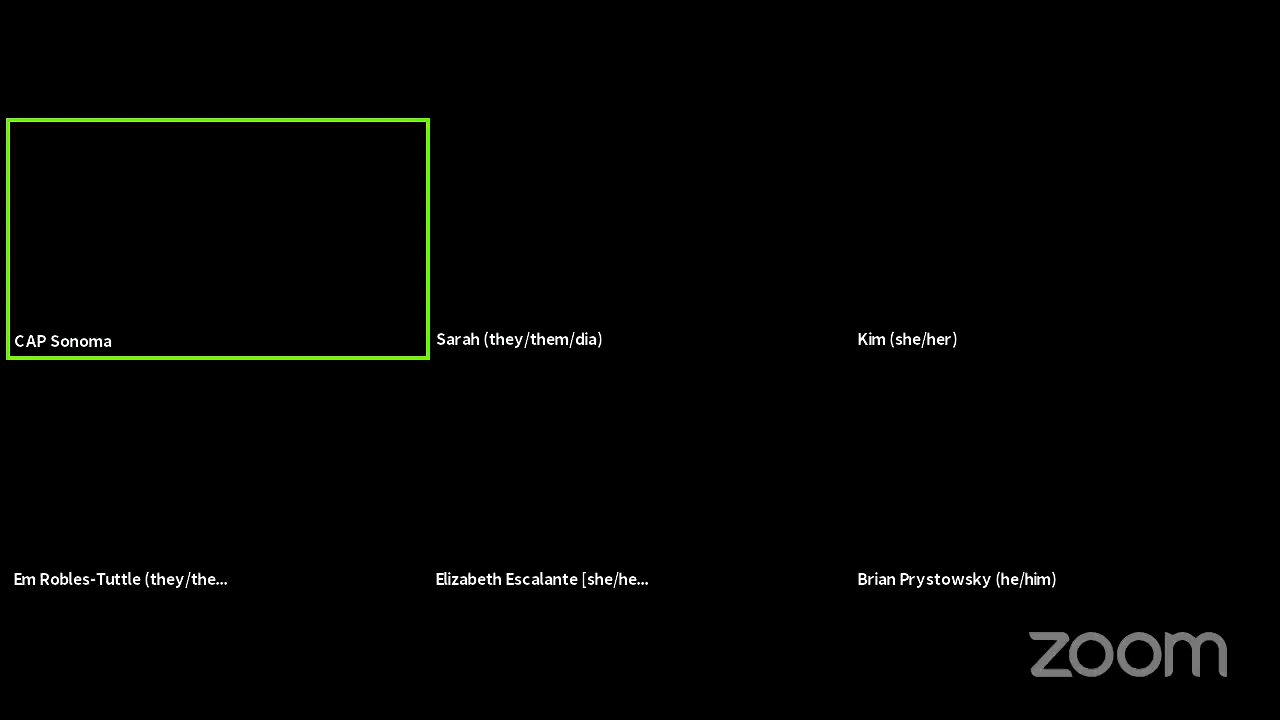 CAP Sonoma
Sarah (they/them/dia)
Kim (she/her)
Em Robles-Tuttle (they/the...
Elizabeth Escalante [she/he...
Brian Prystowsky (he/him)
zoom